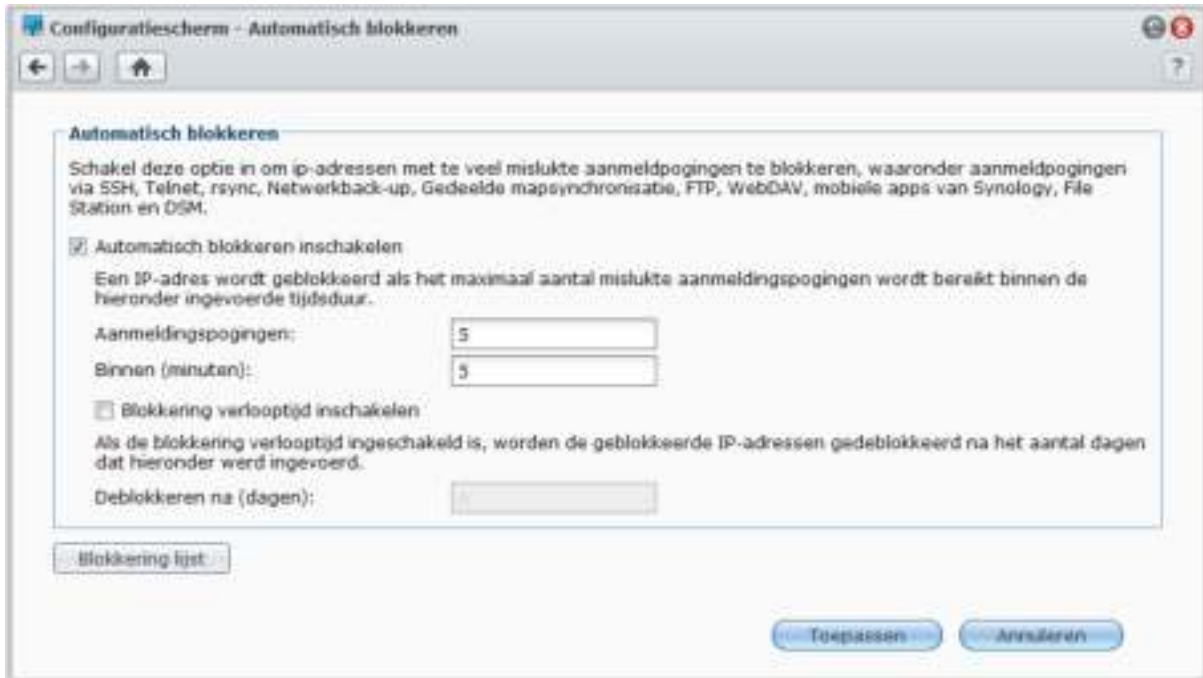 Configuratiescherm - Automatisch blokkeren
?
Automatisch blokkeren
Schakel deze optie in om ip-adressen met te veel mislukte aanmeldpogingen te blokkeren, waaronder aanmeldpogingen
via SSH, Telnet, rsync, Netwerkback-up, Gedeelde mapsynchronisatie, FTP, WebDAV, mobiele apps van Synology, File
Station en DSM.
Automatisch blokkeren inschakelen
Een IP-adres wordt geblokkeerd als het maximaal aantal mislukte aanmeldingspogingen wordt bereikt binnen de
hieronder ingevoerde tijdsduur.
Aanmeldingspogingen: 5
Binnen (minuten): 5
Blokkering verlooptijd inschakelen
Als de blokkering verlooptijd ingeschakeld is, worden de geblokkeerde IP-adressen gedeblokkeerd na het aantal dagen
dat hieronder werd ingevoerd.
Deblokkeren na (dagen):
Blokkering lijst
Toepassen Annuleren